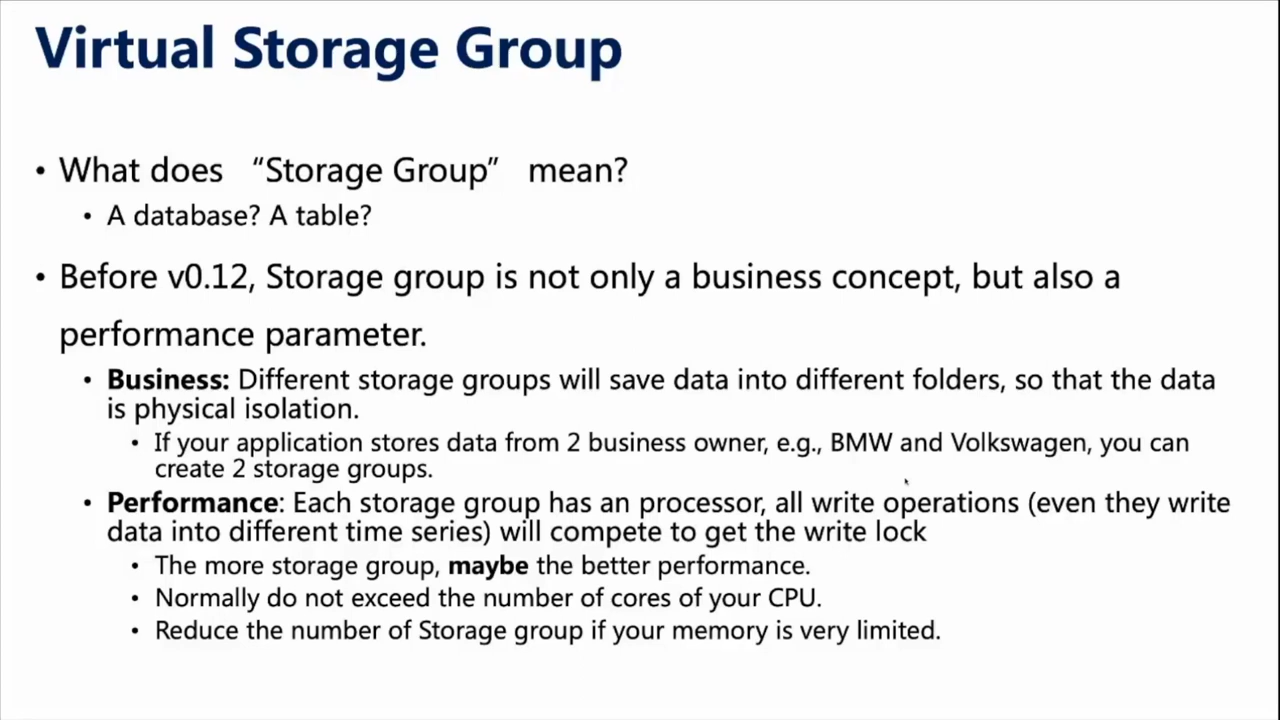 Virtual Storage Group
• What does “Storage Group” mean?
• A database? A table?
• Before v0.12, Storage group is not only a business concept, but also a
performance parameter.
• Business: Different storage groups will save data into different folders, so that the data
is physical isolation.
• If your application stores data from 2 business owner, e.g., BMW and Volkswagen, you can
create 2 storage groups.
• Performance: Each storage group has an processor, all write operations (even they write
data into different time series) will compete to get the write lock
• The more storage group, maybe the better performance.
• Normally do not exceed the number of cores of your CPU.
• Reduce the number of Storage group if your memory is very limited.